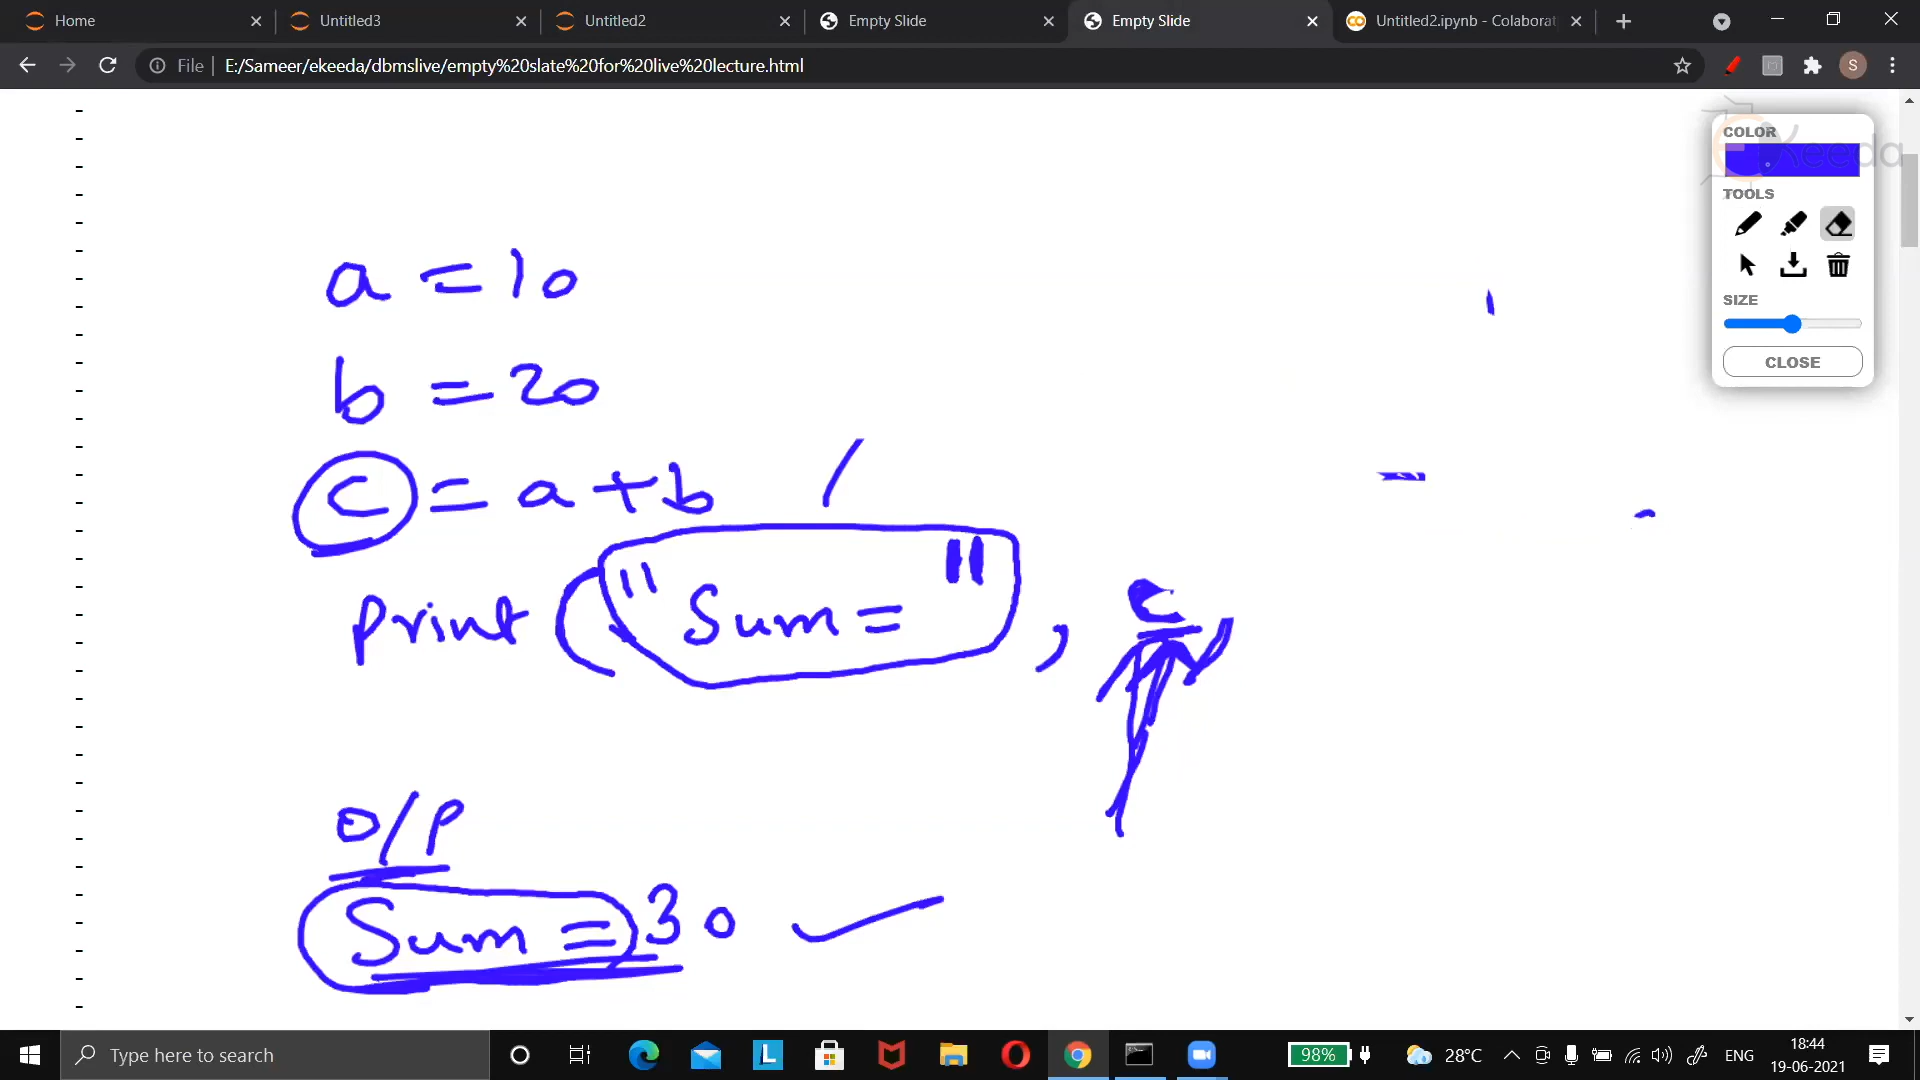 Home
Untitled3
Untitled2
Empty Slide
Empty Slide
Untitled2.ipynb - Colaborat
File
E:/Sameer/ekeeda/dbmslive/empty%20slate%20for%20live%20lecture.html
S
COLOR
Keeda
TOOLS
SIZE
CLOSE
a = 10
b = 20
c = a + b
print ( "Sum = " , c
O/P
Sum = 30
Type here to search
98%
28°C
ENG
18:44
19-06-2021